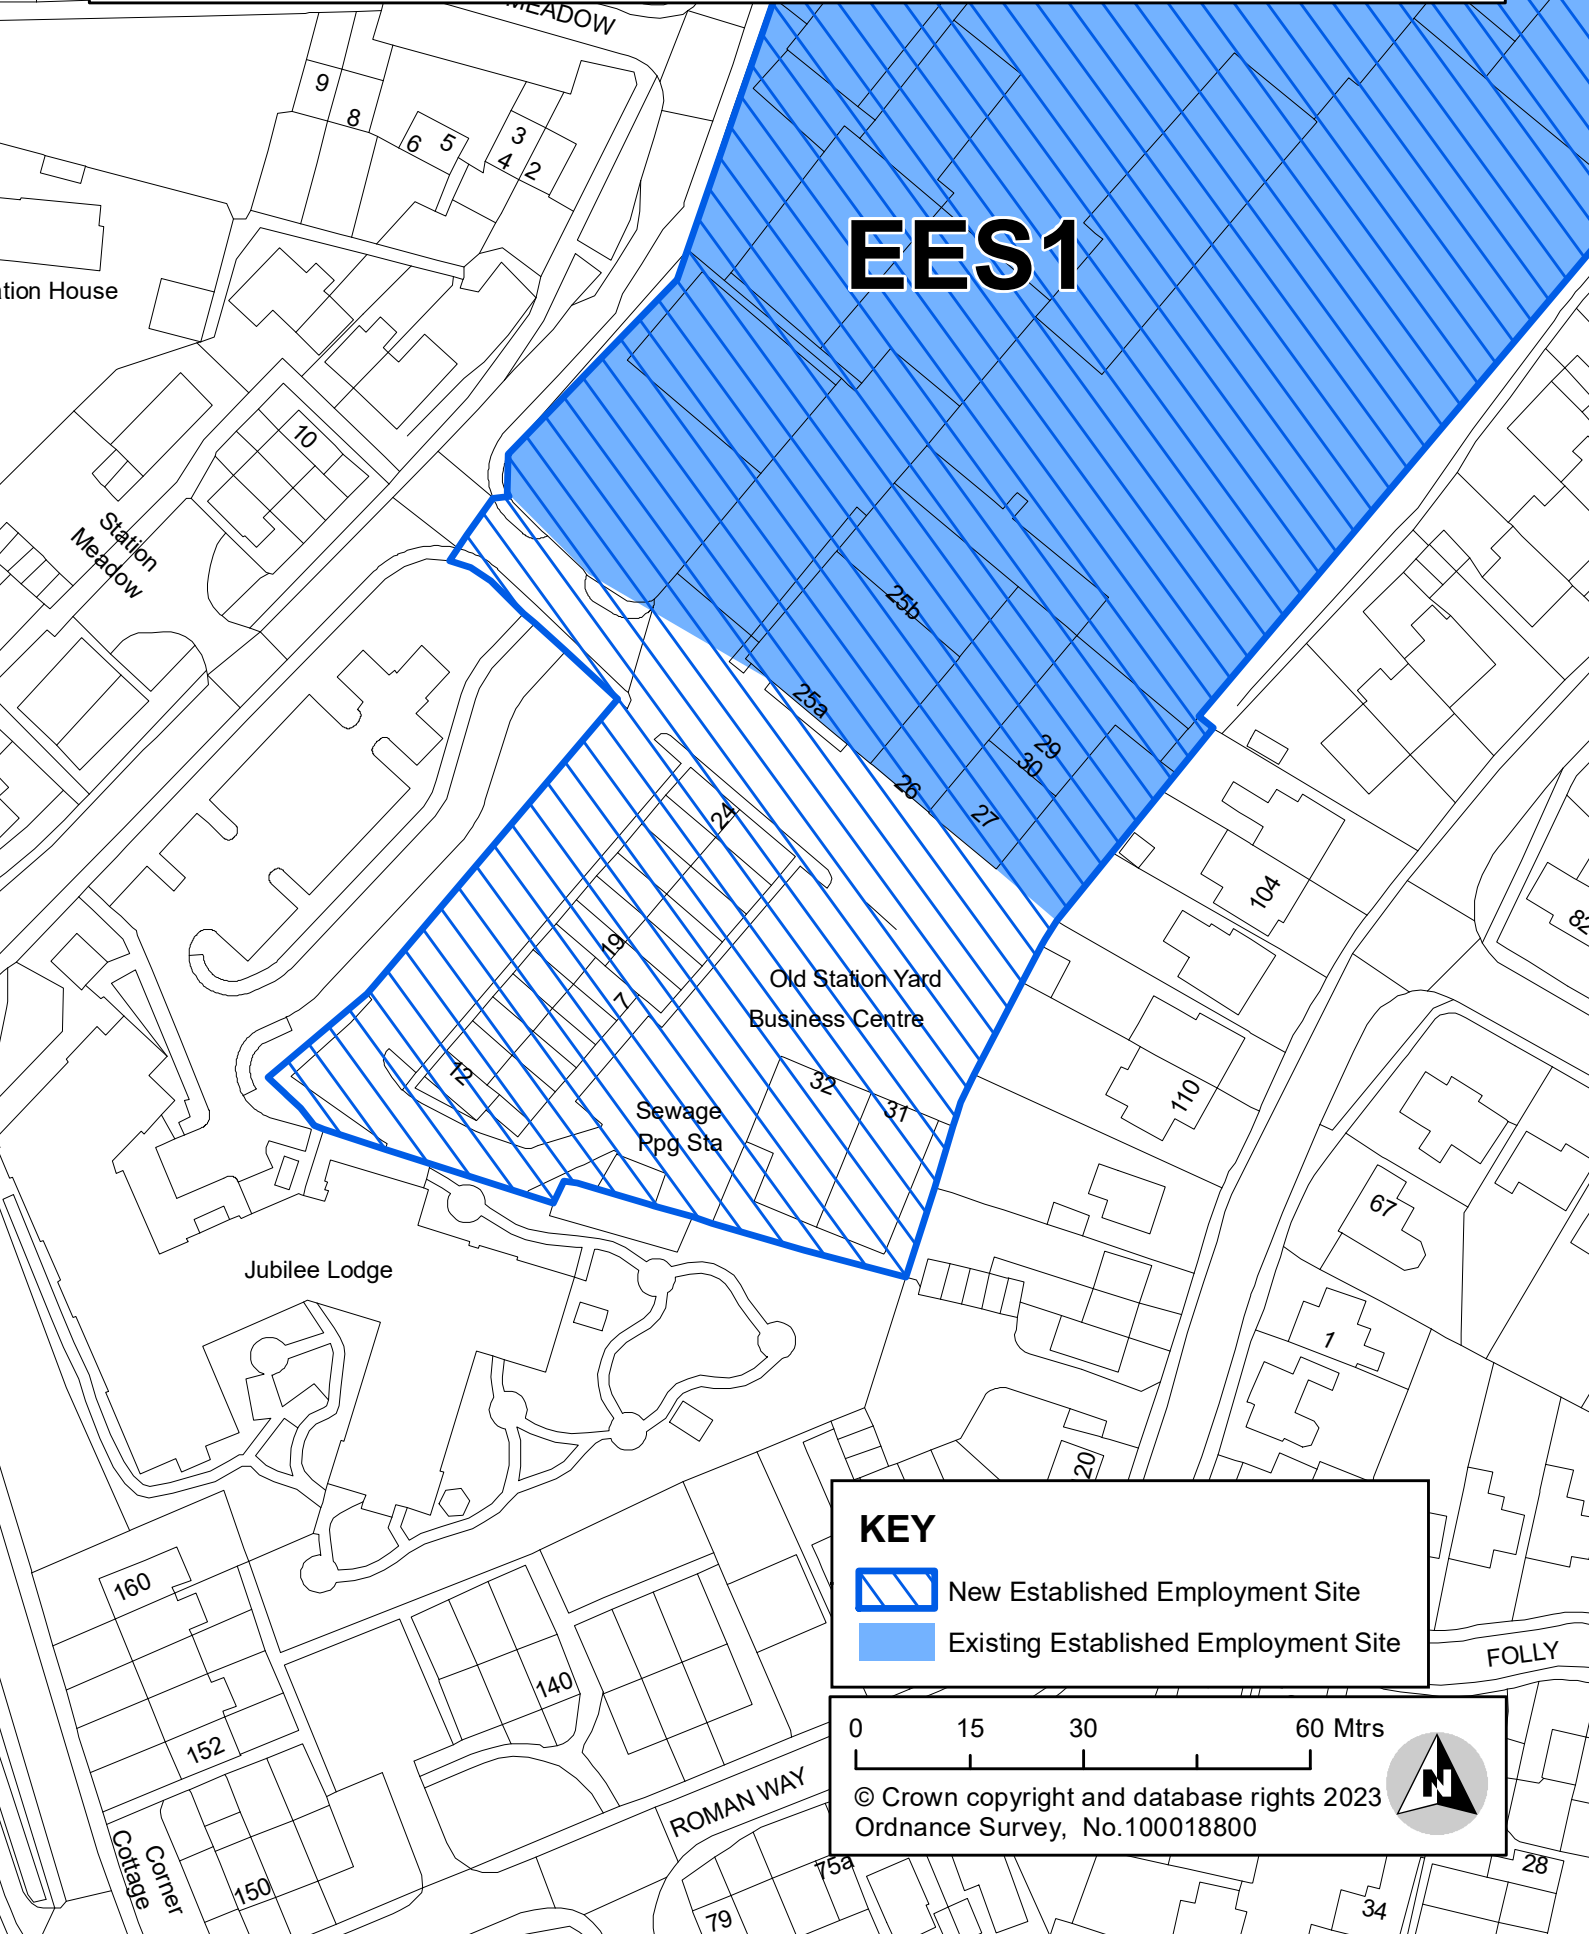 MEADOW
9
8
6
5
3
4
2
EES1
ation House
10
Station
Meadow
25b
25a
29
30
26
27
24
104
82
19
7
Old Station Yard
Business Centre
12
32
31
110
Sewage
Ppg Sta
67
Jubilee Lodge
1
20
KEY
New Established Employment Site
Existing Established Employment Site
160
140
152
FOLLY
0 15 30 60 Mtrs
N
© Crown copyright and database rights 2023
Ordnance Survey, No.100018800
ROMAN WAY
Corner
Cottage
150
75a
79
28
34